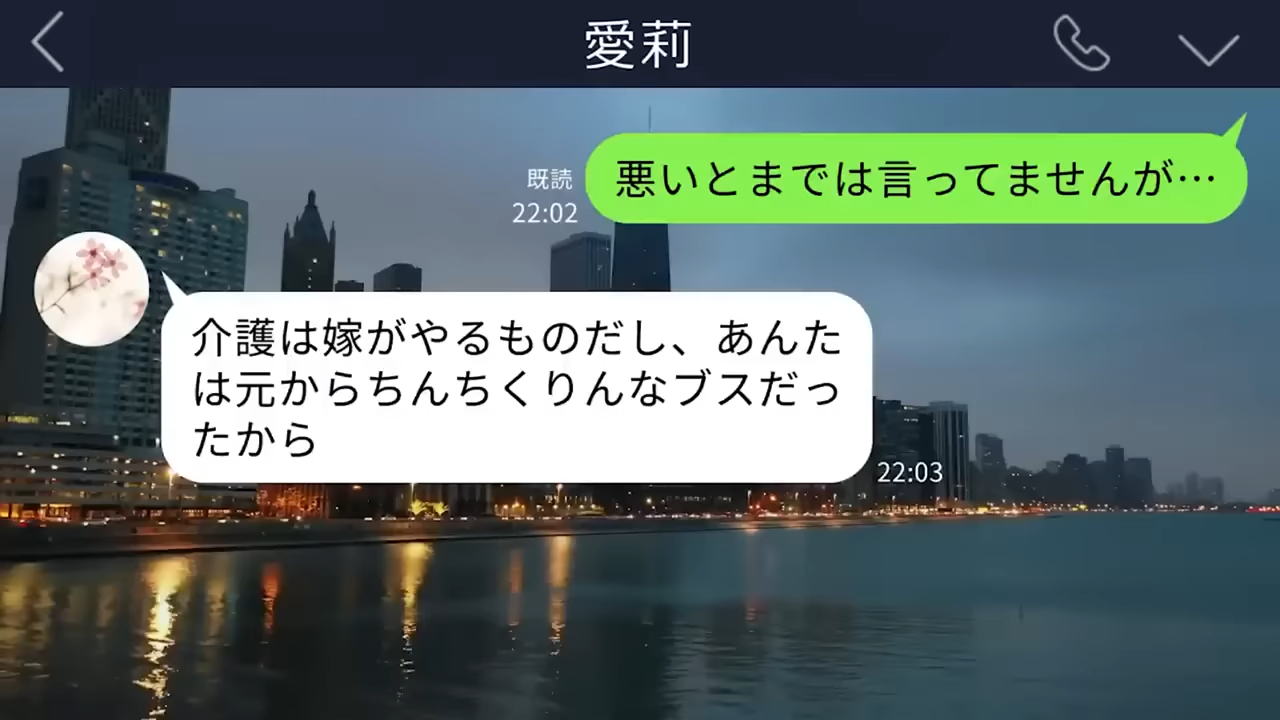 愛莉
悪いとまでは言ってませんが…
既読
22:02
介護は嫁がやるものだし、あんた
は元からちんちくりんなブスだっ
たから
22:03